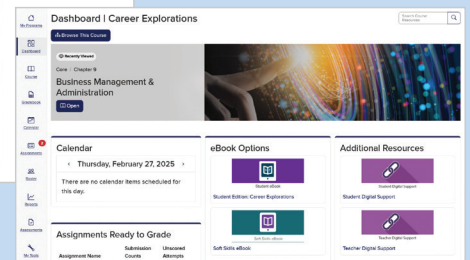 My Programs
Dashboard
Course
Gradebook
Calendar
Assignments
Roster
Reports
Assessments
My Tools
Dashboard | Career Explorations
Search Course Resources
Browse This Course
Recently Viewed
Core | Chapter 9
Business Management &
Administration
Open
Calendar
Thursday, February 27, 2025
There are no calendar items scheduled for
this day.
Assignments Ready to Grade
Assignment Name
Submission
Counts
Unscored
Attempts
eBook Options
Student eBook
Student Edition: Career Explorations
Soft Skills eBook
Soft Skills eBook
Additional Resources
Student Digital Support
Student Digital Support
Teacher Digital Support
Teacher Digital Support